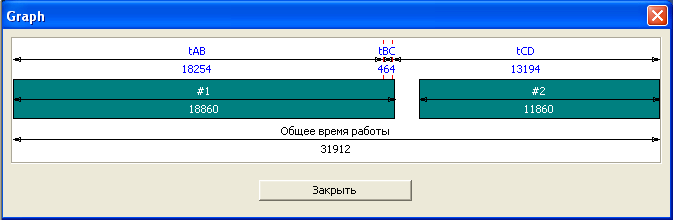 Graph
tAB tBC tCD
18254 464 13194
#1 #2
18860 11860
Общее время работы
31912
Закрыть